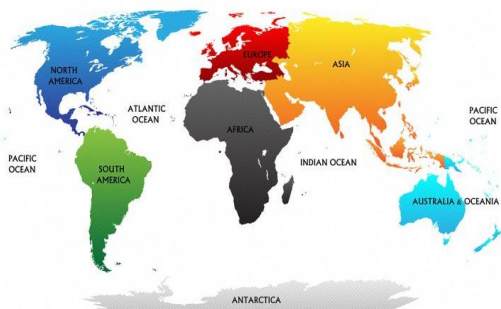 NORTH
AMERICA
EUROPE
ASIA
ATLANTIC
OCEAN
PACIFIC
OCEAN
AFRICA
PACIFIC
OCEAN
INDIAN OCEAN
SOUTH
AMERICA
AUSTRALIA & OCEANIA
ANTARCTICA